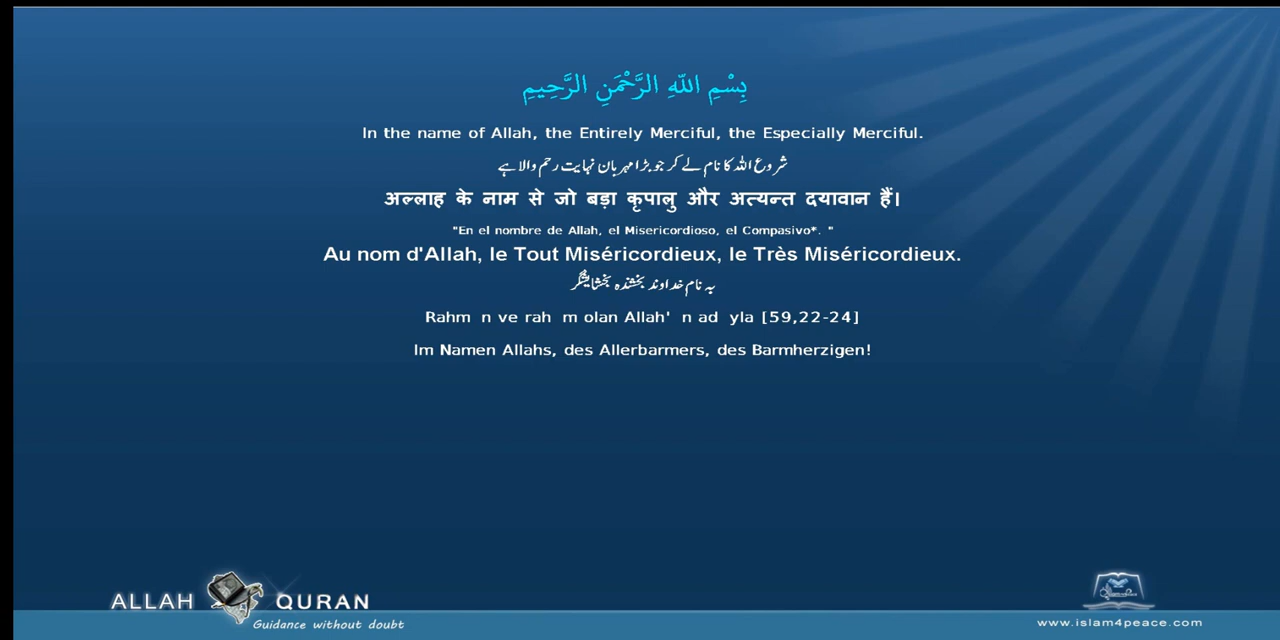 بِسْمِ اللّهِ الرَّحْمَنِ الرَّحِيمِ
In the name of Allah, the Entirely Merciful, the Especially Merciful.
شروع الله کا نام لے کر جو بڑا مہربان نہایت رحم والا ہے
अल्लाह के नाम से जो बड़ा कृपालु और अत्यन्त दयावान हैं।
"En el nombre de Allah, el Misericordioso, el Compasivo*. "
Au nom d'Allah, le Tout Miséricordieux, le Très Miséricordieux.
به نام خداوند بخشنده بخشایشگر
Rahm n ve rah m olan Allah' n ad yla [59,22-24]
Im Namen Allahs, des Allerbarmers, des Barmherzigen!
ALLAH QURAN
Guidance without doubt
www.islam4peace.com